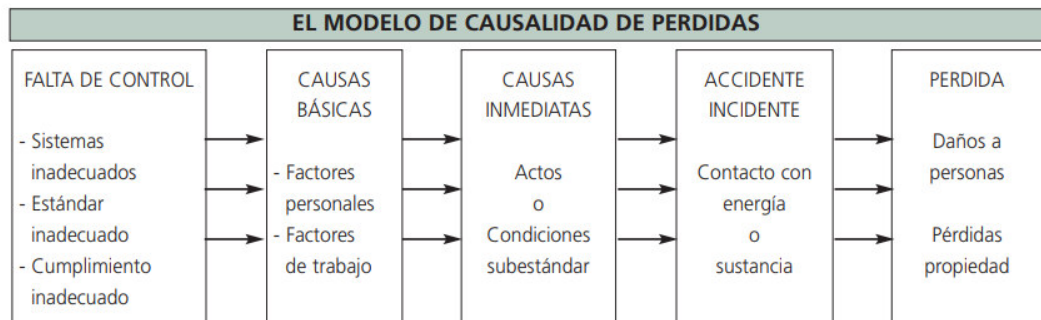 EL MODELO DE CAUSALIDAD DE PERDIDAS
FALTA DE CONTROL
- Sistemas
inadecuados
- Estándar
inadecuado
- Cumplimiento
inadecuado
CAUSAS
BÁSICAS
- Factores
personales
- Factores
de trabajo
CAUSAS
INMEDIATAS
Actos
o
Condiciones
subestándar
ACCIDENTE
INCIDENTE
Contacto con
energía
o
sustancia
PERDIDA
Daños a
personas
Pérdidas
propiedad